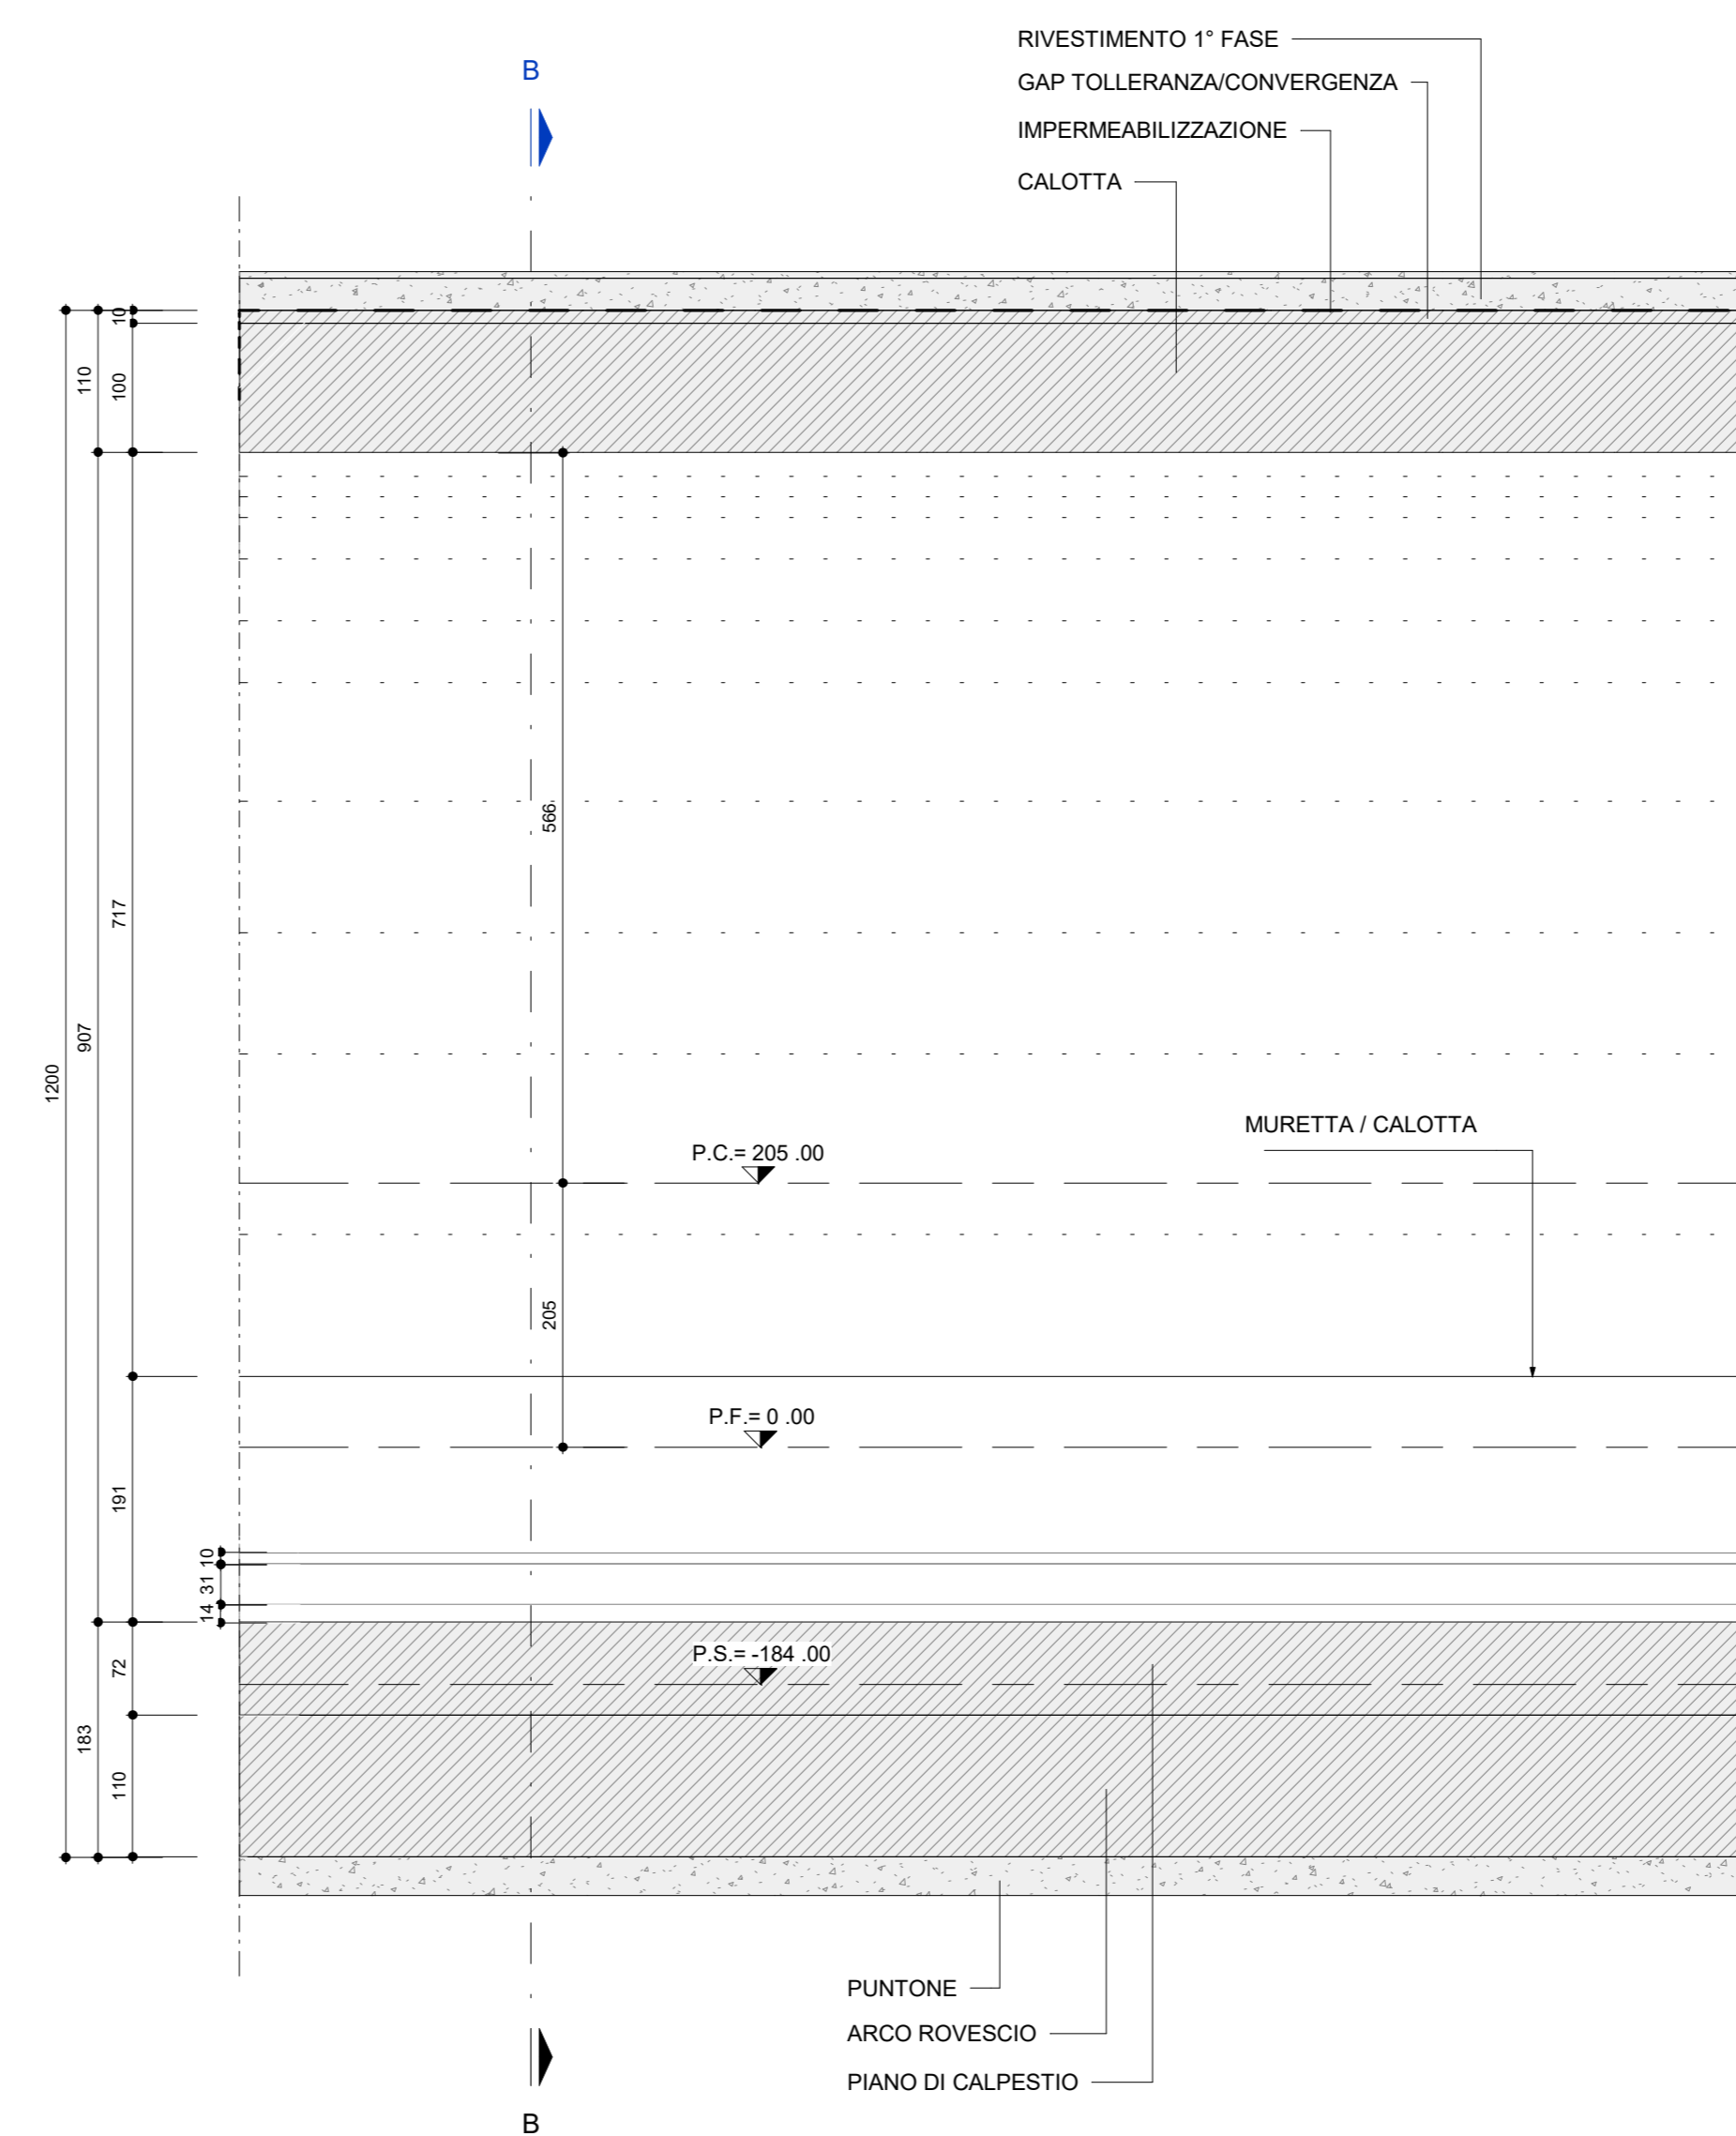 RIVESTIMENTO 1° FASE
B
GAP TOLLERANZA/CONVERGENZA
IMPERMEABILIZZAZIONE
CALOTTA
10
110
100
566
717
907
1200
MURETTA / CALOTTA
P.C.= 205 .00
205
P.F.= 0 .00
191
10
31
14
P.S.= -184 .00
72
183
110
PUNTONE
ARCO ROVESCIO
PIANO DI CALPESTIO
B